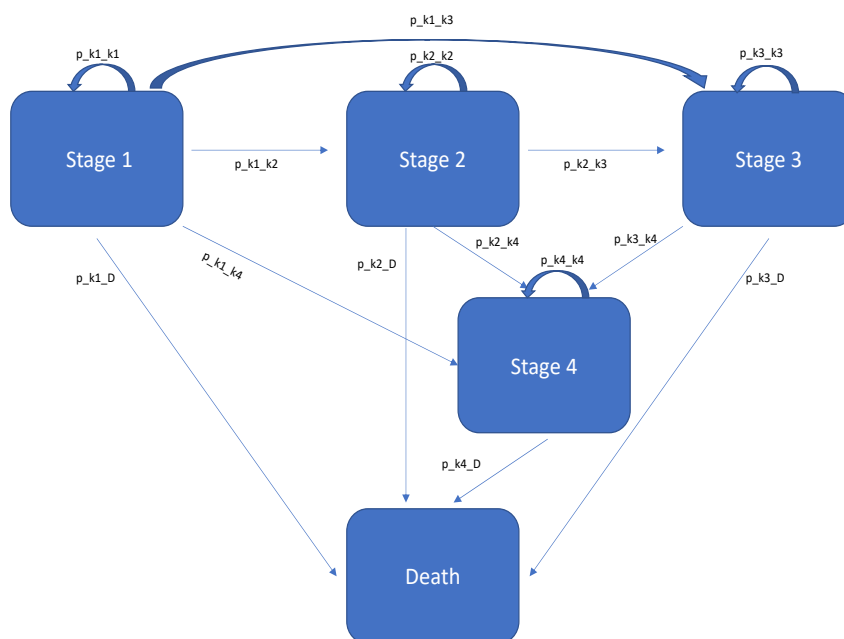 p_k1_k3
p_k1_k1
p_k2_k2
p_k3_k3
Stage 1
Stage 2
Stage 3
p_k1_k2
p_k2_k3
p_k2_k4
p_k3_k4
p_k1_k4
p_k2_D
p_k4_k4
p_k1_D
p_k3_D
Stage 4
p_k4_D
Death